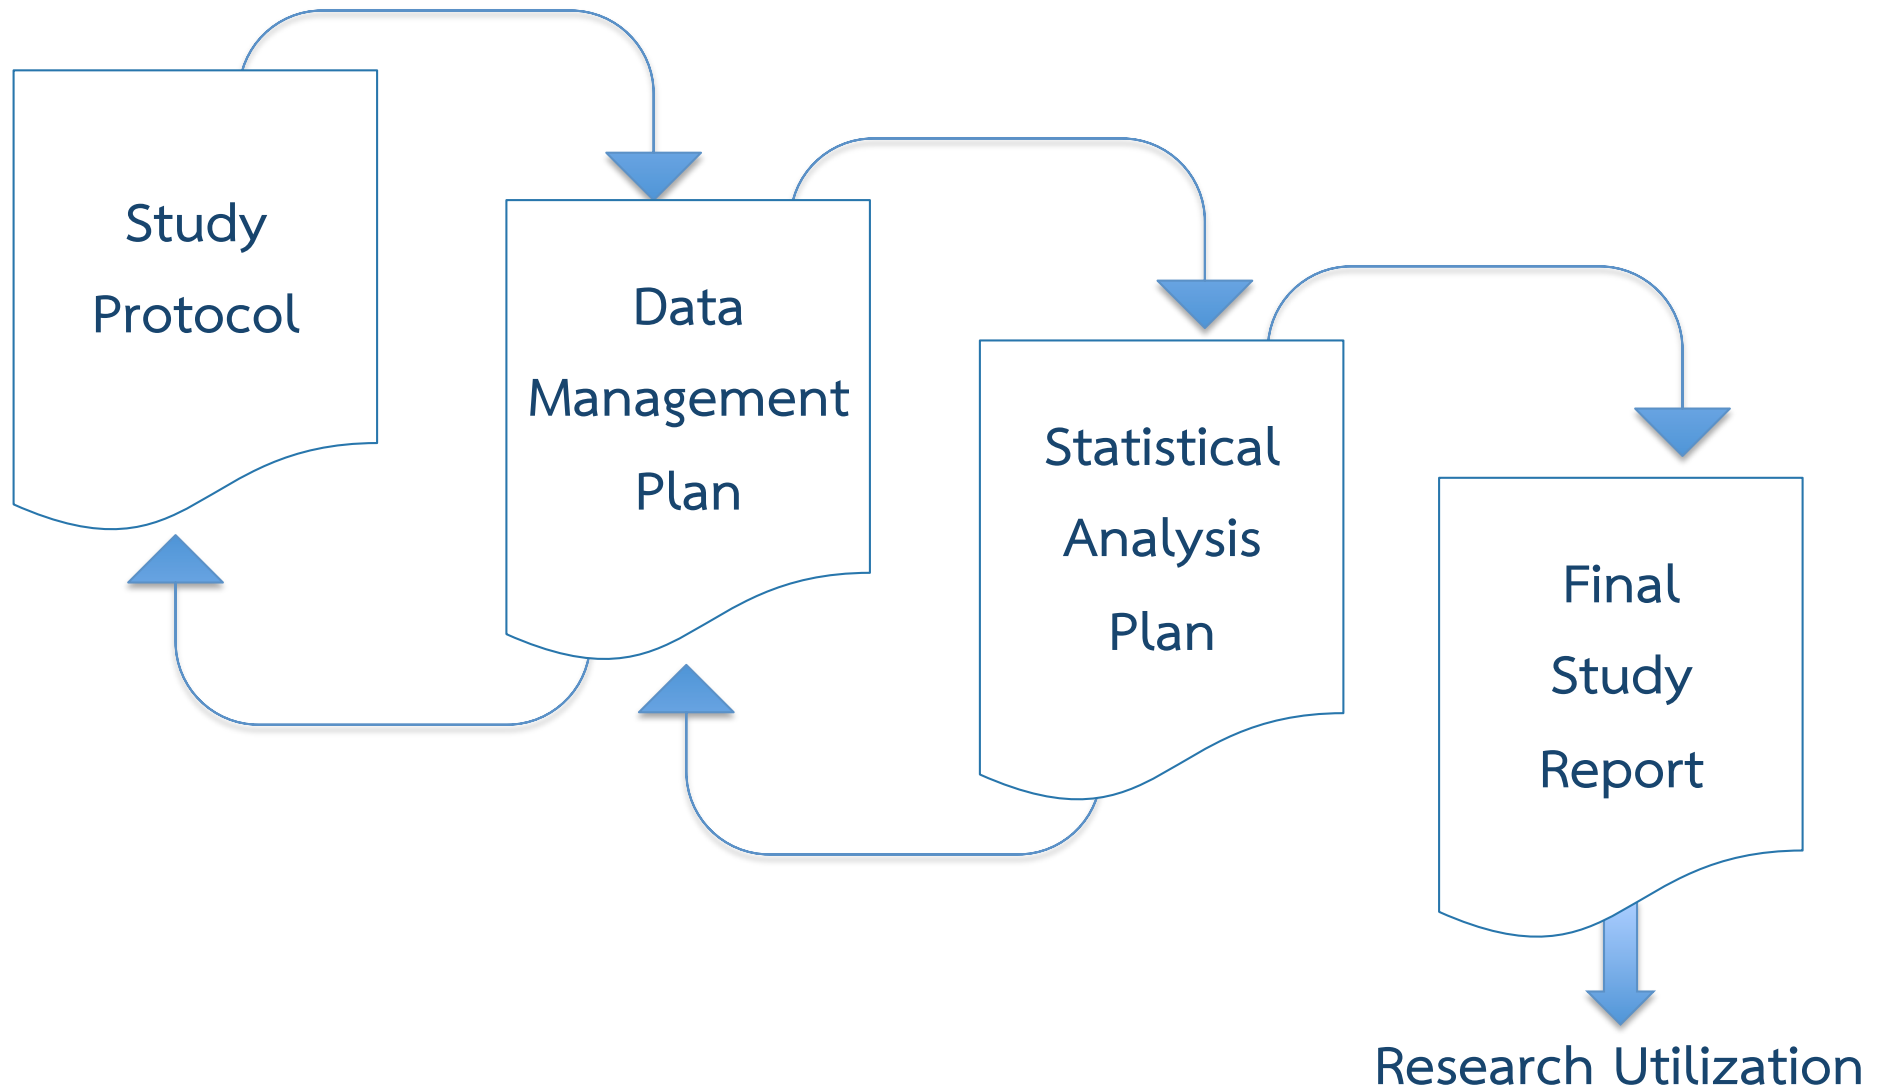 Study
Protocol
Data
Management
Plan
Statistical
Analysis
Plan
Final
Study
Report
Research Utilization